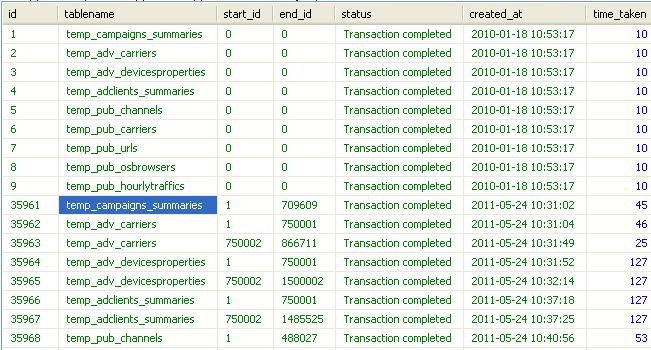 id tablename start_id end_id status created_at time_taken
1 temp_campaigns_summaries 0 0 Transaction completed 2010-01-18 10:53:17 10
2 temp_adv_carriers 0 0 Transaction completed 2010-01-18 10:53:17 10
3 temp_adv_devicesproperties 0 0 Transaction completed 2010-01-18 10:53:17 10
4 temp_adclients_summaries 0 0 Transaction completed 2010-01-18 10:53:17 10
5 temp_pub_channels 0 0 Transaction completed 2010-01-18 10:53:17 10
6 temp_pub_carriers 0 0 Transaction completed 2010-01-18 10:53:17 10
7 temp_pub_urls 0 0 Transaction completed 2010-01-18 10:53:17 10
8 temp_pub_osbrowsers 0 0 Transaction completed 2010-01-18 10:53:17 10
9 temp_pub_hourlytraffics 0 0 Transaction completed 2010-01-18 10:53:17 10
35961 temp_campaigns_summaries 1 709609 Transaction completed 2011-05-24 10:31:02 45
35962 temp_adv_carriers 1 750001 Transaction completed 2011-05-24 10:31:04 46
35963 temp_adv_carriers 750002 866711 Transaction completed 2011-05-24 10:31:49 25
35964 temp_adv_devicesproperties 1 750001 Transaction completed 2011-05-24 10:31:52 127
35965 temp_adv_devicesproperties 750002 1500002 Transaction completed 2011-05-24 10:32:14 127
35966 temp_adclients_summaries 1 750001 Transaction completed 2011-05-24 10:37:18 127
35967 temp_adclients_summaries 750002 1485525 Transaction completed 2011-05-24 10:37:25 127
35968 temp_pub_channels 1 488027 Transaction completed 2011-05-24 10:40:56 53